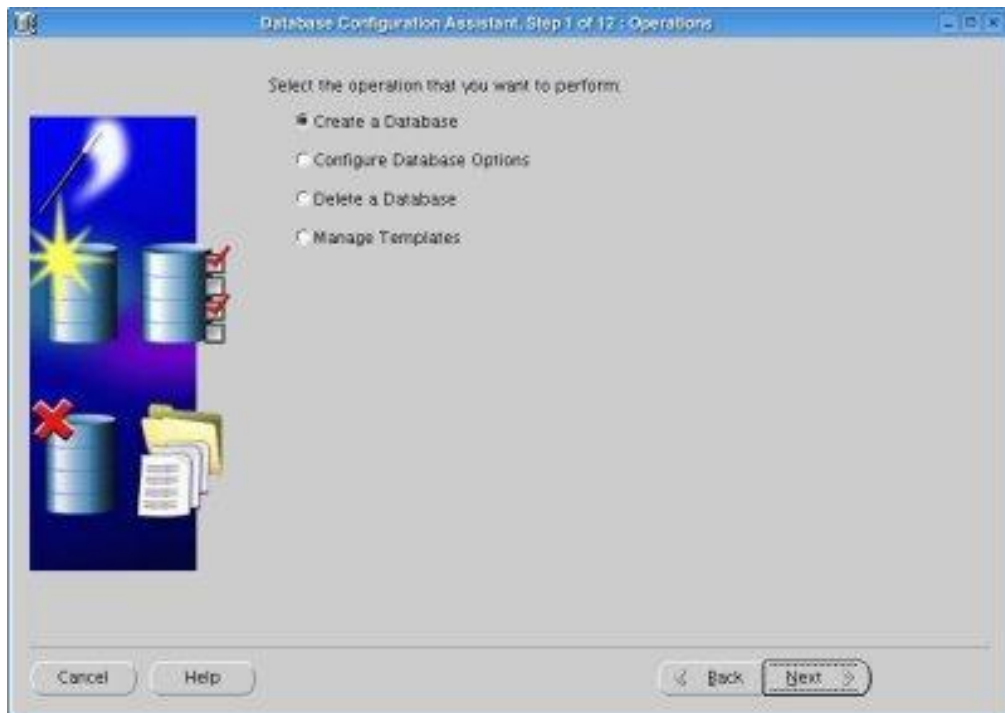 Database Configuration Assistant, Step 1 of 12 : Operations
Select the operation that you want to perform:
Create a Database
Configure Database Options
Delete a Database
Manage Templates
Cancel
Help
Back
Next